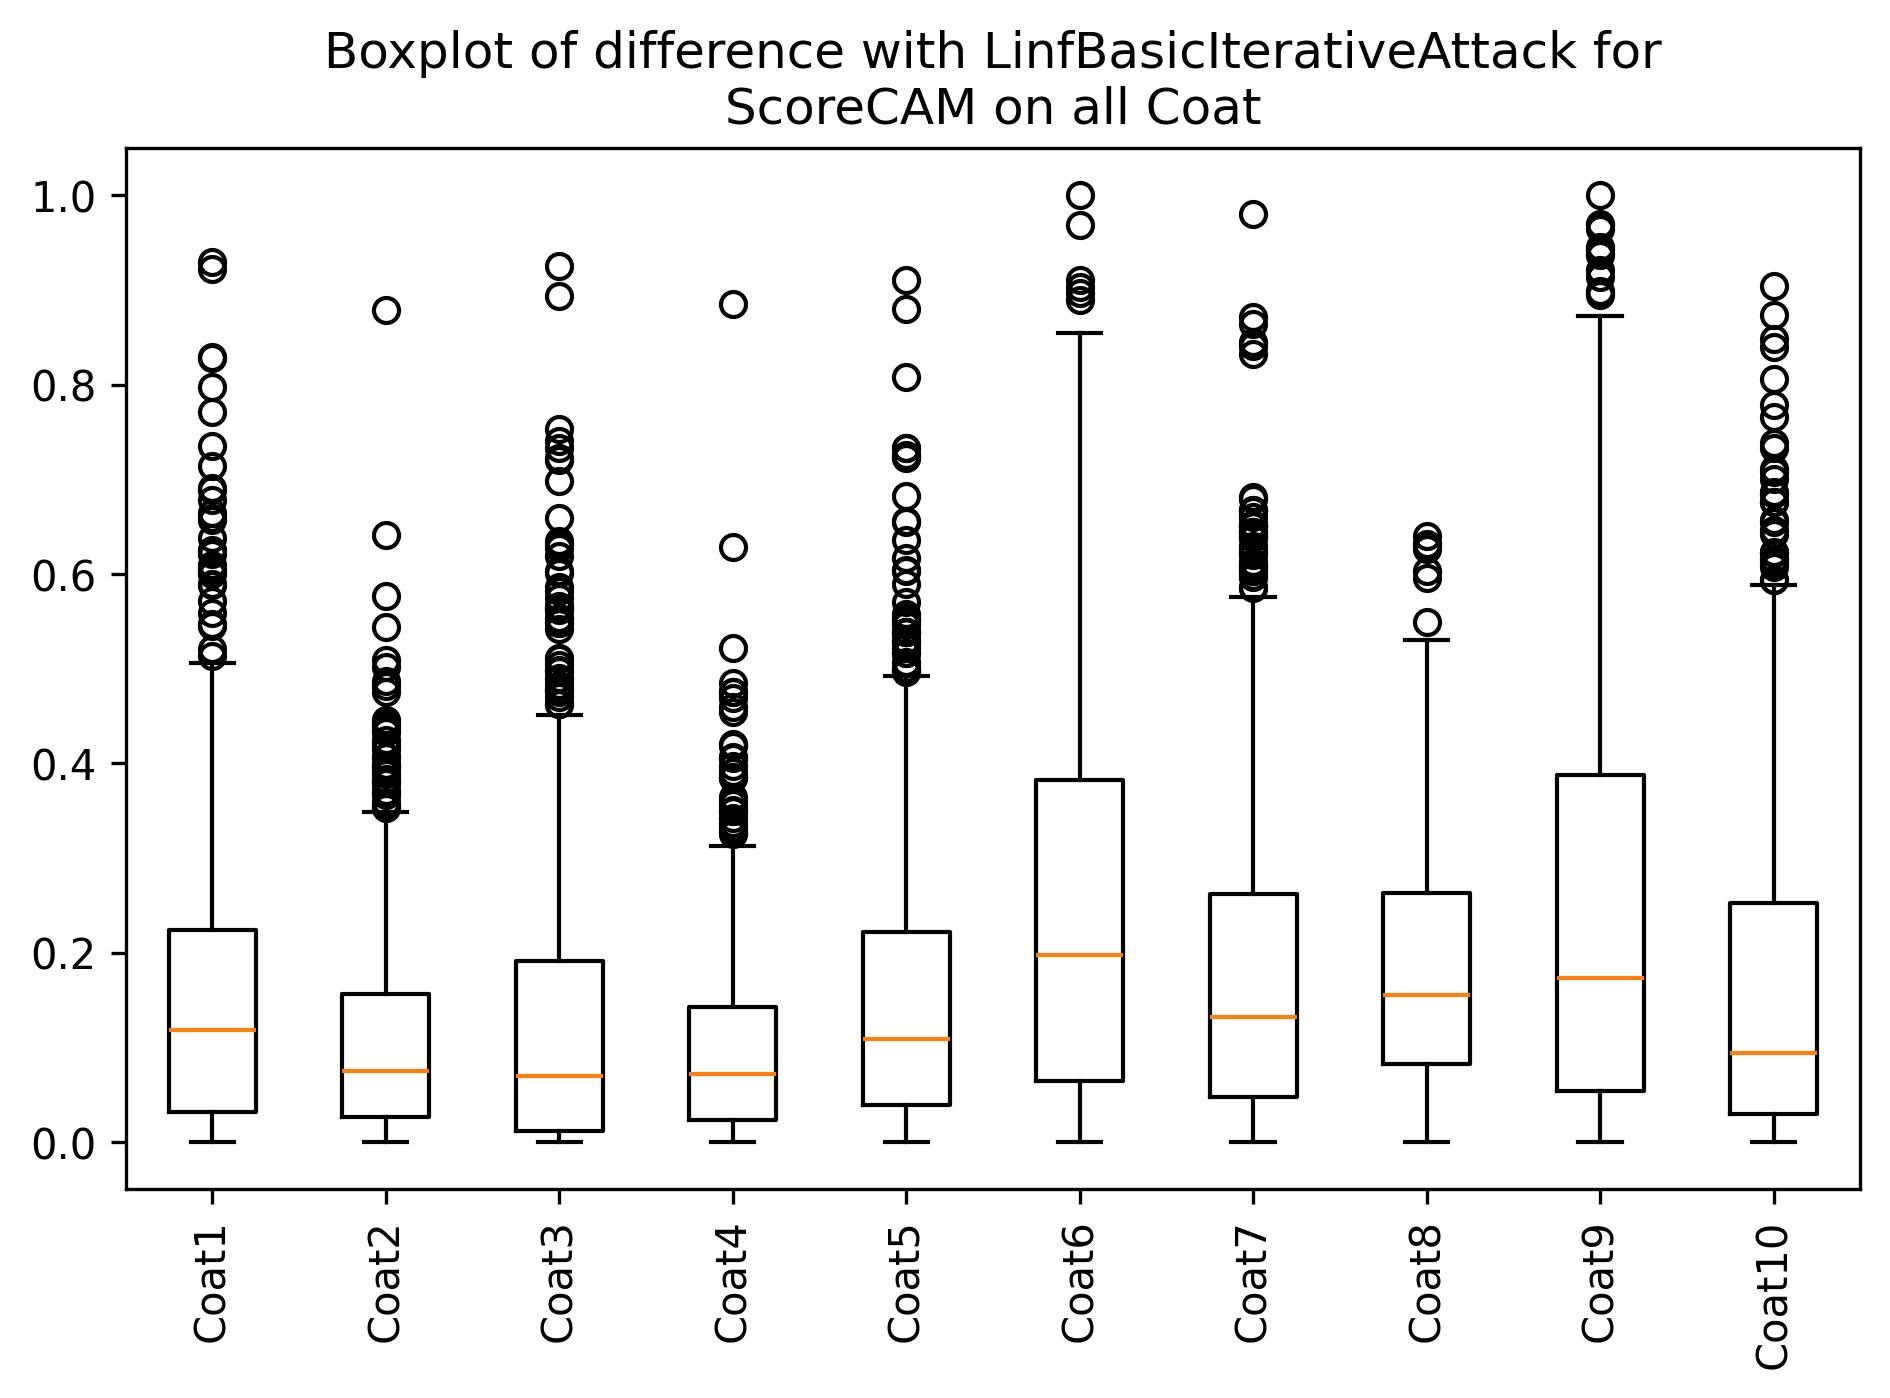 Boxplot of difference with LinfBasicIterativeAttack for
ScoreCAM on all Coat
1.0
0.8
0.6
0.4
0.2
0.0
Coat1
Coat2
Coat3
Coat4
Coat5
Coat6
Coat7
Coat8
Coat9
Coat10